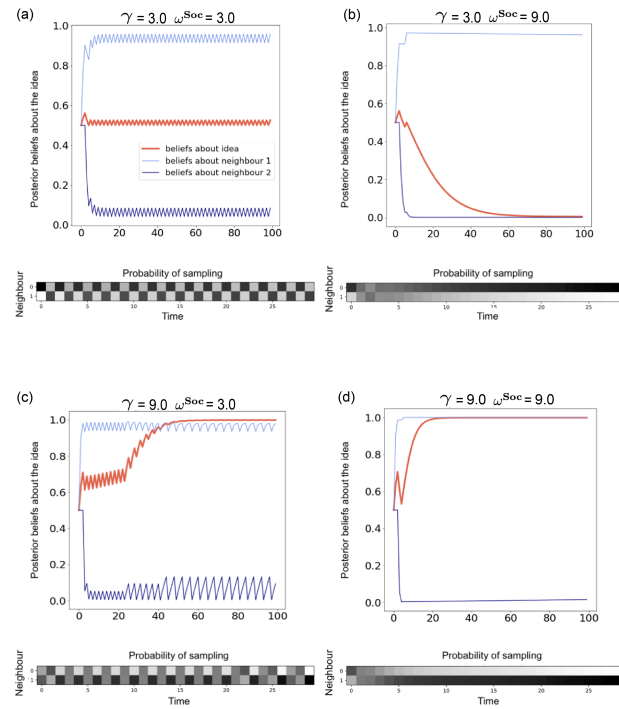 (a)
γ = 3.0 ω^Soc = 3.0
Posterior beliefs about the idea
1.0
0.8
0.6
0.4
0.2
0.0
beliefs about idea
beliefs about neighbour 1
beliefs about neighbour 2
0 20 40 60 80 100
Probability of sampling
Neighbour
0
1
0 5 10 15 20 25
Time
(b)
γ = 3.0 ω^Soc = 9.0
Posterior beliefs about the idea
1.0
0.8
0.6
0.4
0.2
0.0
0 20 40 60 80 100
Probability of sampling
Neighbour
0
1
0 5 10 15 20 25
Time
(c)
γ = 9.0 ω^Soc = 3.0
Posterior beliefs about the idea
1.0
0.8
0.6
0.4
0.2
0.0
0 20 40 60 80 100
Probability of sampling
Neighbour
0
1
0 5 10 15 20 25
Time
(d)
γ = 9.0 ω^Soc = 9.0
Posterior beliefs about the idea
1.0
0.8
0.6
0.4
0.2
0.0
0 20 40 60 80 100
Probability of sampling
Neighbour
0
1
0 5 10 15 20 25
Time